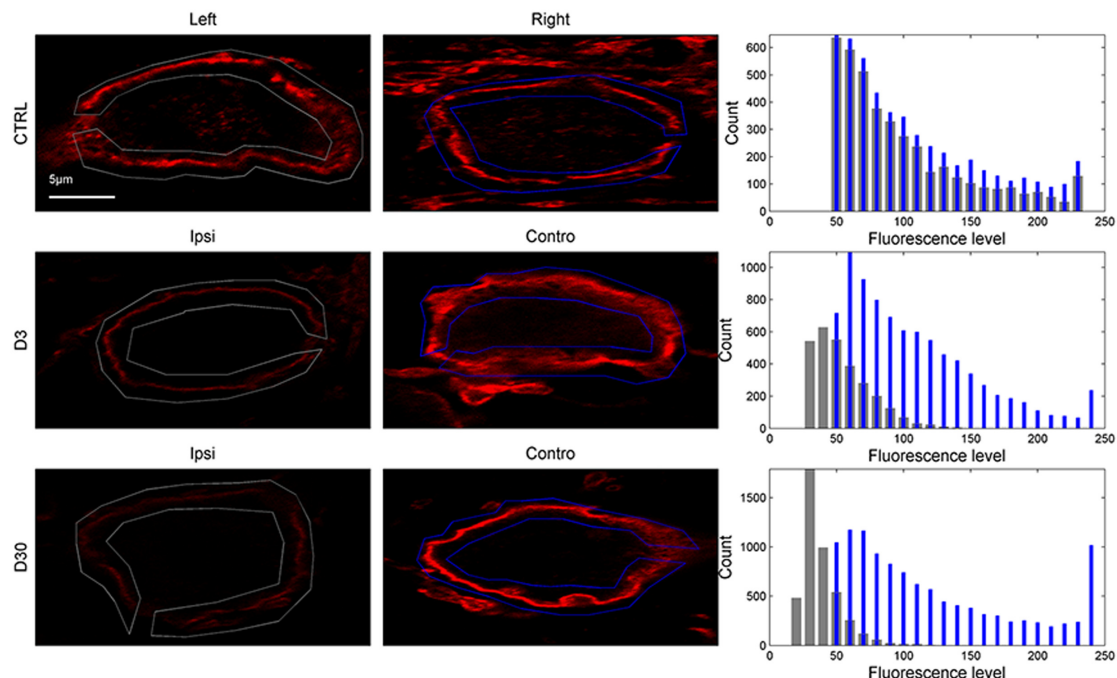 Left Right
CTRL
5μm
Count
600
500
400
300
200
100
0
0 50 100 150 200 250
Fluorescence level
Ipsi Contro
D3
Count
1000
800
600
400
200
0
0 50 100 150 200 250
Fluorescence level
Ipsi Contro
D30
Count
1500
1000
500
0
0 50 100 150 200 250
Fluorescence level